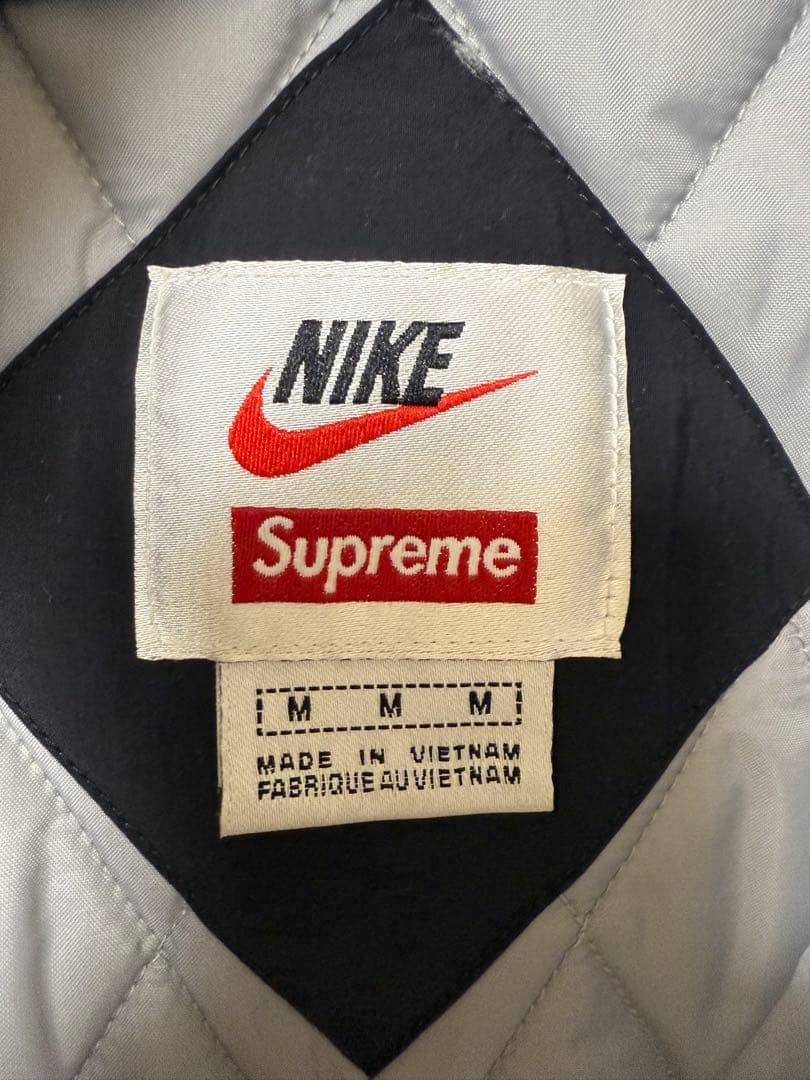 NIKE
Supreme
M M M
MADE IN VIETNAM
FABRIQUE AU VIETNAM